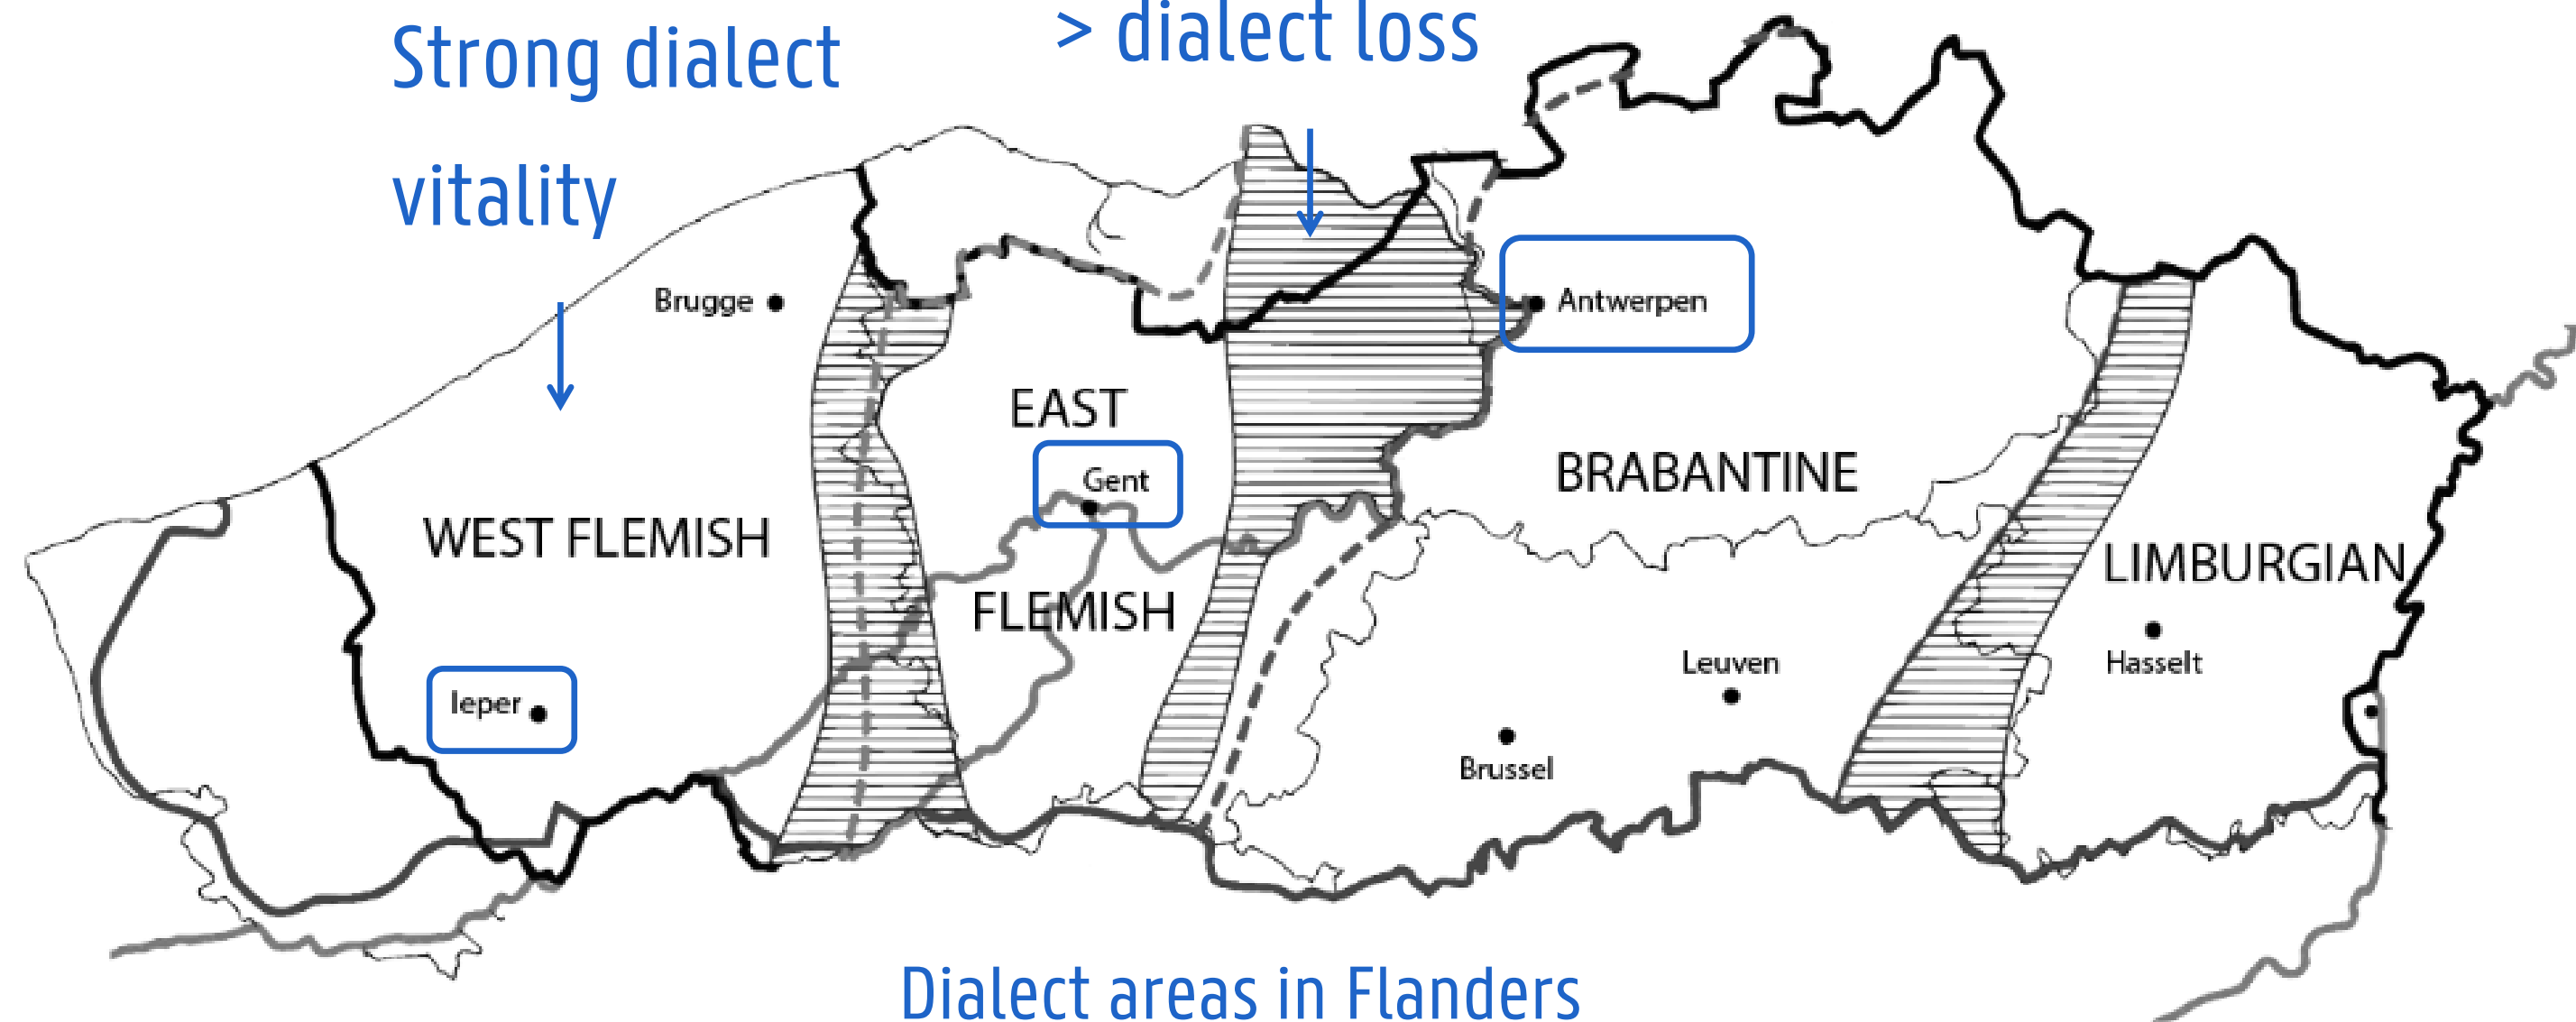 Strong dialect
vitality
> dialect loss
Brugge
Antwerpen
EAST
Gent
BRABANTINE
WEST FLEMISH
LIMBURGIAN
FLEMISH
Ieper
Leuven
Hasselt
Brussel
Dialect areas in Flanders